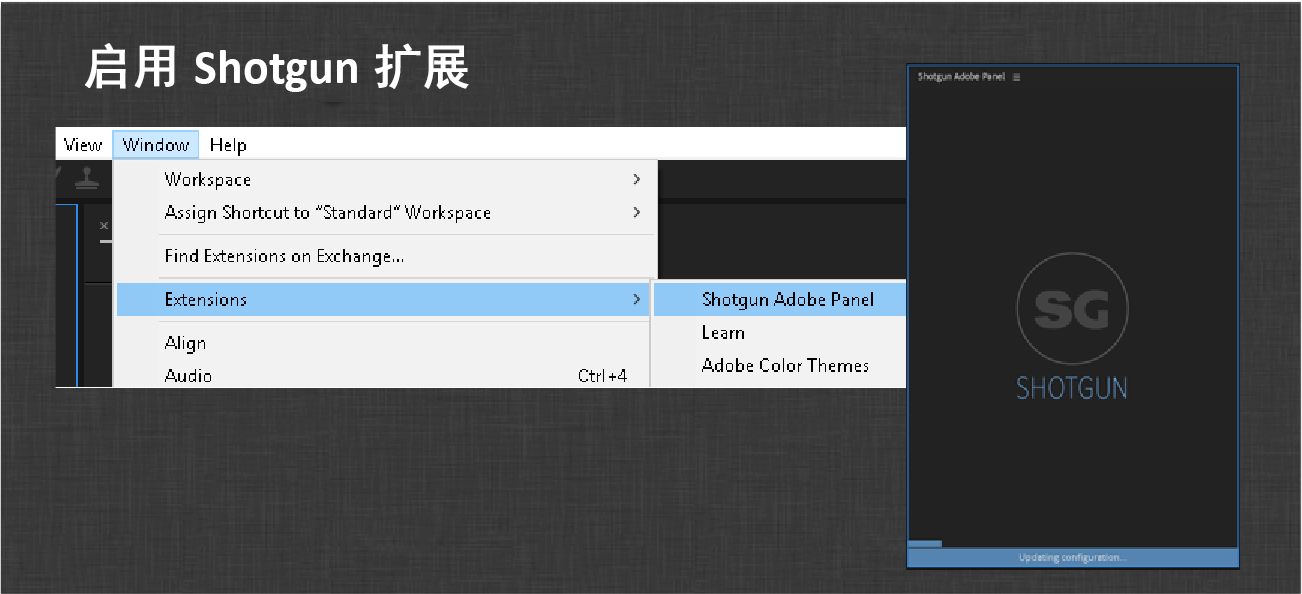 启用 Shotgun 扩展
Shotgun Adobe Panel
View Window Help
Workspace
Assign Shortcut to “Standard“ Workspace
Find Extensions on Exchange...
Extensions
Shotgun Adobe Panel
Learn
Align
Adobe Color Themes
Audio Ctrl+4
SG
SHOTGUN
Updating configuration...